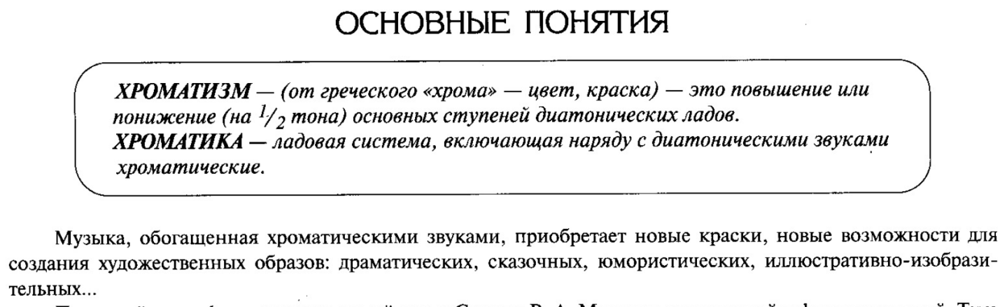 ОСНОВНЫЕ ПОНЯТИЯ
ХРОМАТИЗМ — (от греческого «хрома» — цвет, краска) — это повышение или
понижение (на 1/2 тона) основных ступеней диатонических ладов.
ХРОМАТИКА — ладовая система, включающая наряду с диатоническими звуками
хроматические.
Музыка, обогащенная хроматическими звуками, приобретает новые краски, новые возможности для
создания художественных образов: драматических, сказочных, юмористических, иллюстративно-изобрази-
тельных...